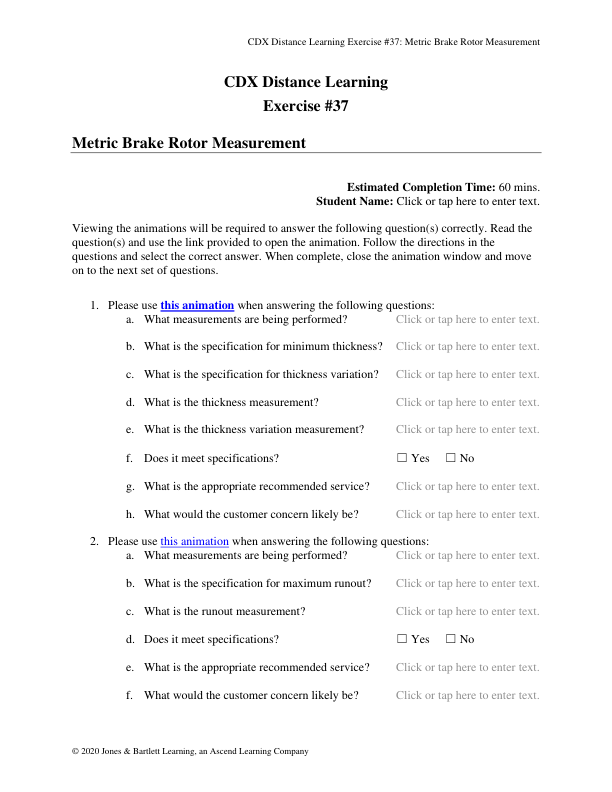 CDX Distance Learning Exercise #37: Metric Brake Rotor Measurement
CDX Distance Learning
Exercise #37
Metric Brake Rotor Measurement
Estimated Completion Time: 60 mins.
Student Name: Click or tap here to enter text.
Viewing the animations will be required to answer the following question(s) correctly. Read the
question(s) and use the link provided to open the animation. Follow the directions in the
questions and select the correct answer. When complete, close the animation window and move
on to the next set of questions.
1. Please use this animation when answering the following questions:
a. What measurements are being performed? Click or tap here to enter text.
b. What is the specification for minimum thickness? Click or tap here to enter text.
c. What is the specification for thickness variation? Click or tap here to enter text.
d. What is the thickness measurement? Click or tap here to enter text.
e. What is the thickness variation measurement? Click or tap here to enter text.
f. Does it meet specifications? ☐ Yes ☐ No
g. What is the appropriate recommended service? Click or tap here to enter text.
h. What would the customer concern likely be? Click or tap here to enter text.
2. Please use this animation when answering the following questions:
a. What measurements are being performed? Click or tap here to enter text.
b. What is the specification for maximum runout? Click or tap here to enter text.
c. What is the runout measurement? Click or tap here to enter text.
d. Does it meet specifications? ☐ Yes ☐ No
e. What is the appropriate recommended service? Click or tap here to enter text.
f. What would the customer concern likely be? Click or tap here to enter text.
© 2020 Jones & Bartlett Learning, an Ascend Learning Company